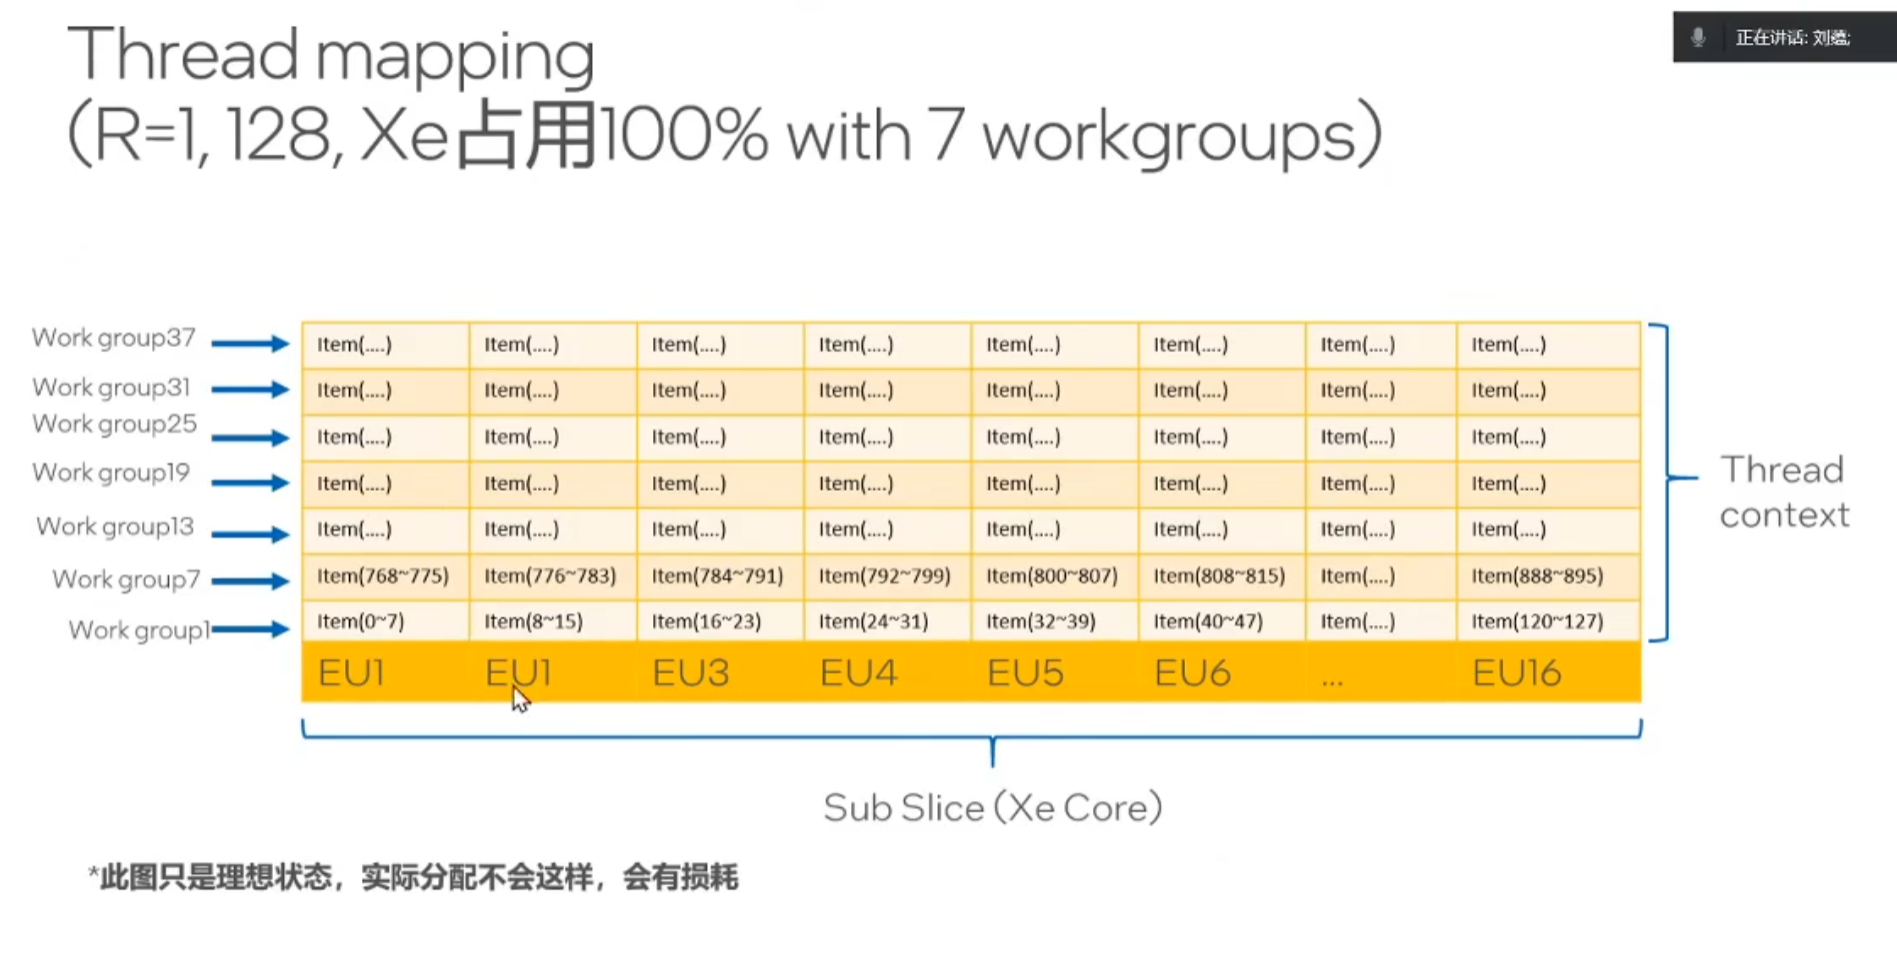 Thread mapping
(R=1, 128, Xe占用100% with 7 workgroups)
正在讲话: 刘蕴;
Work group37 Item(....) Item(....) Item(....) Item(....) Item(....) Item(....) Item(....) Item(....)
Work group31 Item(....) Item(....) Item(....) Item(....) Item(....) Item(....) Item(....) Item(....)
Work group25 Item(....) Item(....) Item(....) Item(....) Item(....) Item(....) Item(....) Item(....)
Work group19 Item(....) Item(....) Item(....) Item(....) Item(....) Item(....) Item(....) Item(....)
Work group13 Item(....) Item(....) Item(....) Item(....) Item(....) Item(....) Item(....) Item(....)
Work group7 Item(768~775) Item(776~783) Item(784~791) Item(792~799) Item(800~807) Item(808~815) Item(....) Item(888~895)
Work group1 Item(0~7) Item(8~15) Item(16~23) Item(24~31) Item(32~39) Item(40~47) Item(....) Item(120~127)
EU1 EU1 EU3 EU4 EU5 EU6 ... EU16
Thread
context
Sub Slice (Xe Core)
*此图只是理想状态，实际分配不会这样，会有损耗